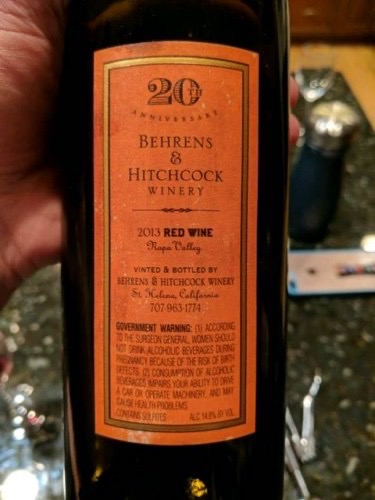 20TH
ANNIVERSARY
BEHRENS
&
HITCHCOCK
WINERY
2013 RED WINE
Napa Valley
VINTED & BOTTLED BY
BEHRENS & HITCHCOCK WINERY
St. Helena, California
707 963-1774
GOVERNMENT WARNING: (1) ACCORDING
TO THE SURGEON GENERAL, WOMEN SHOULD
NOT DRINK ALCOHOLIC BEVERAGES DURING
PREGNANCY BECAUSE OF THE RISK OF BIRTH
DEFECTS. (2) CONSUMPTION OF ALCOHOLIC
BEVERAGES IMPAIRS YOUR ABILITY TO DRIVE
A CAR OR OPERATE MACHINERY, AND MAY
CAUSE HEALTH PROBLEMS.
CONTAINS SULFITES ALC 14.8% BY VOL